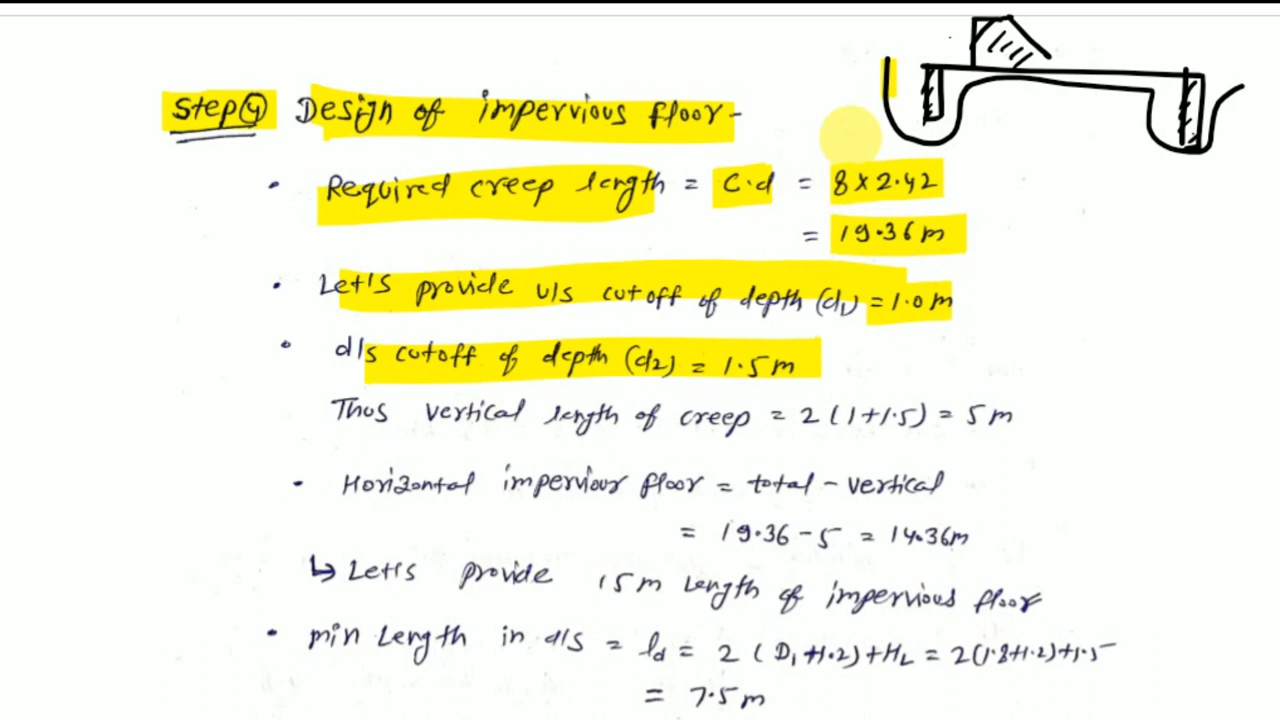 Step④ Design of impervious floor-
• Required creep length = C.d = 8 x 2.42
= 19.36 m
• Let's provide u/s cutoff of depth (d1) = 1.0 m
• d/s cutoff of depth (d2) = 1.5 m
Thus vertical length of creep = 2 (1+1.5) = 5 m
• Horizontal impervious floor = total - vertical
= 19.36 - 5 = 14.36m
↳ Let's provide 15m Length of impervious floor
• min Length in d/s = ld = 2 (D1+1.2)+HL = 2(1.8+1.2)+1.5
= 7.5 m